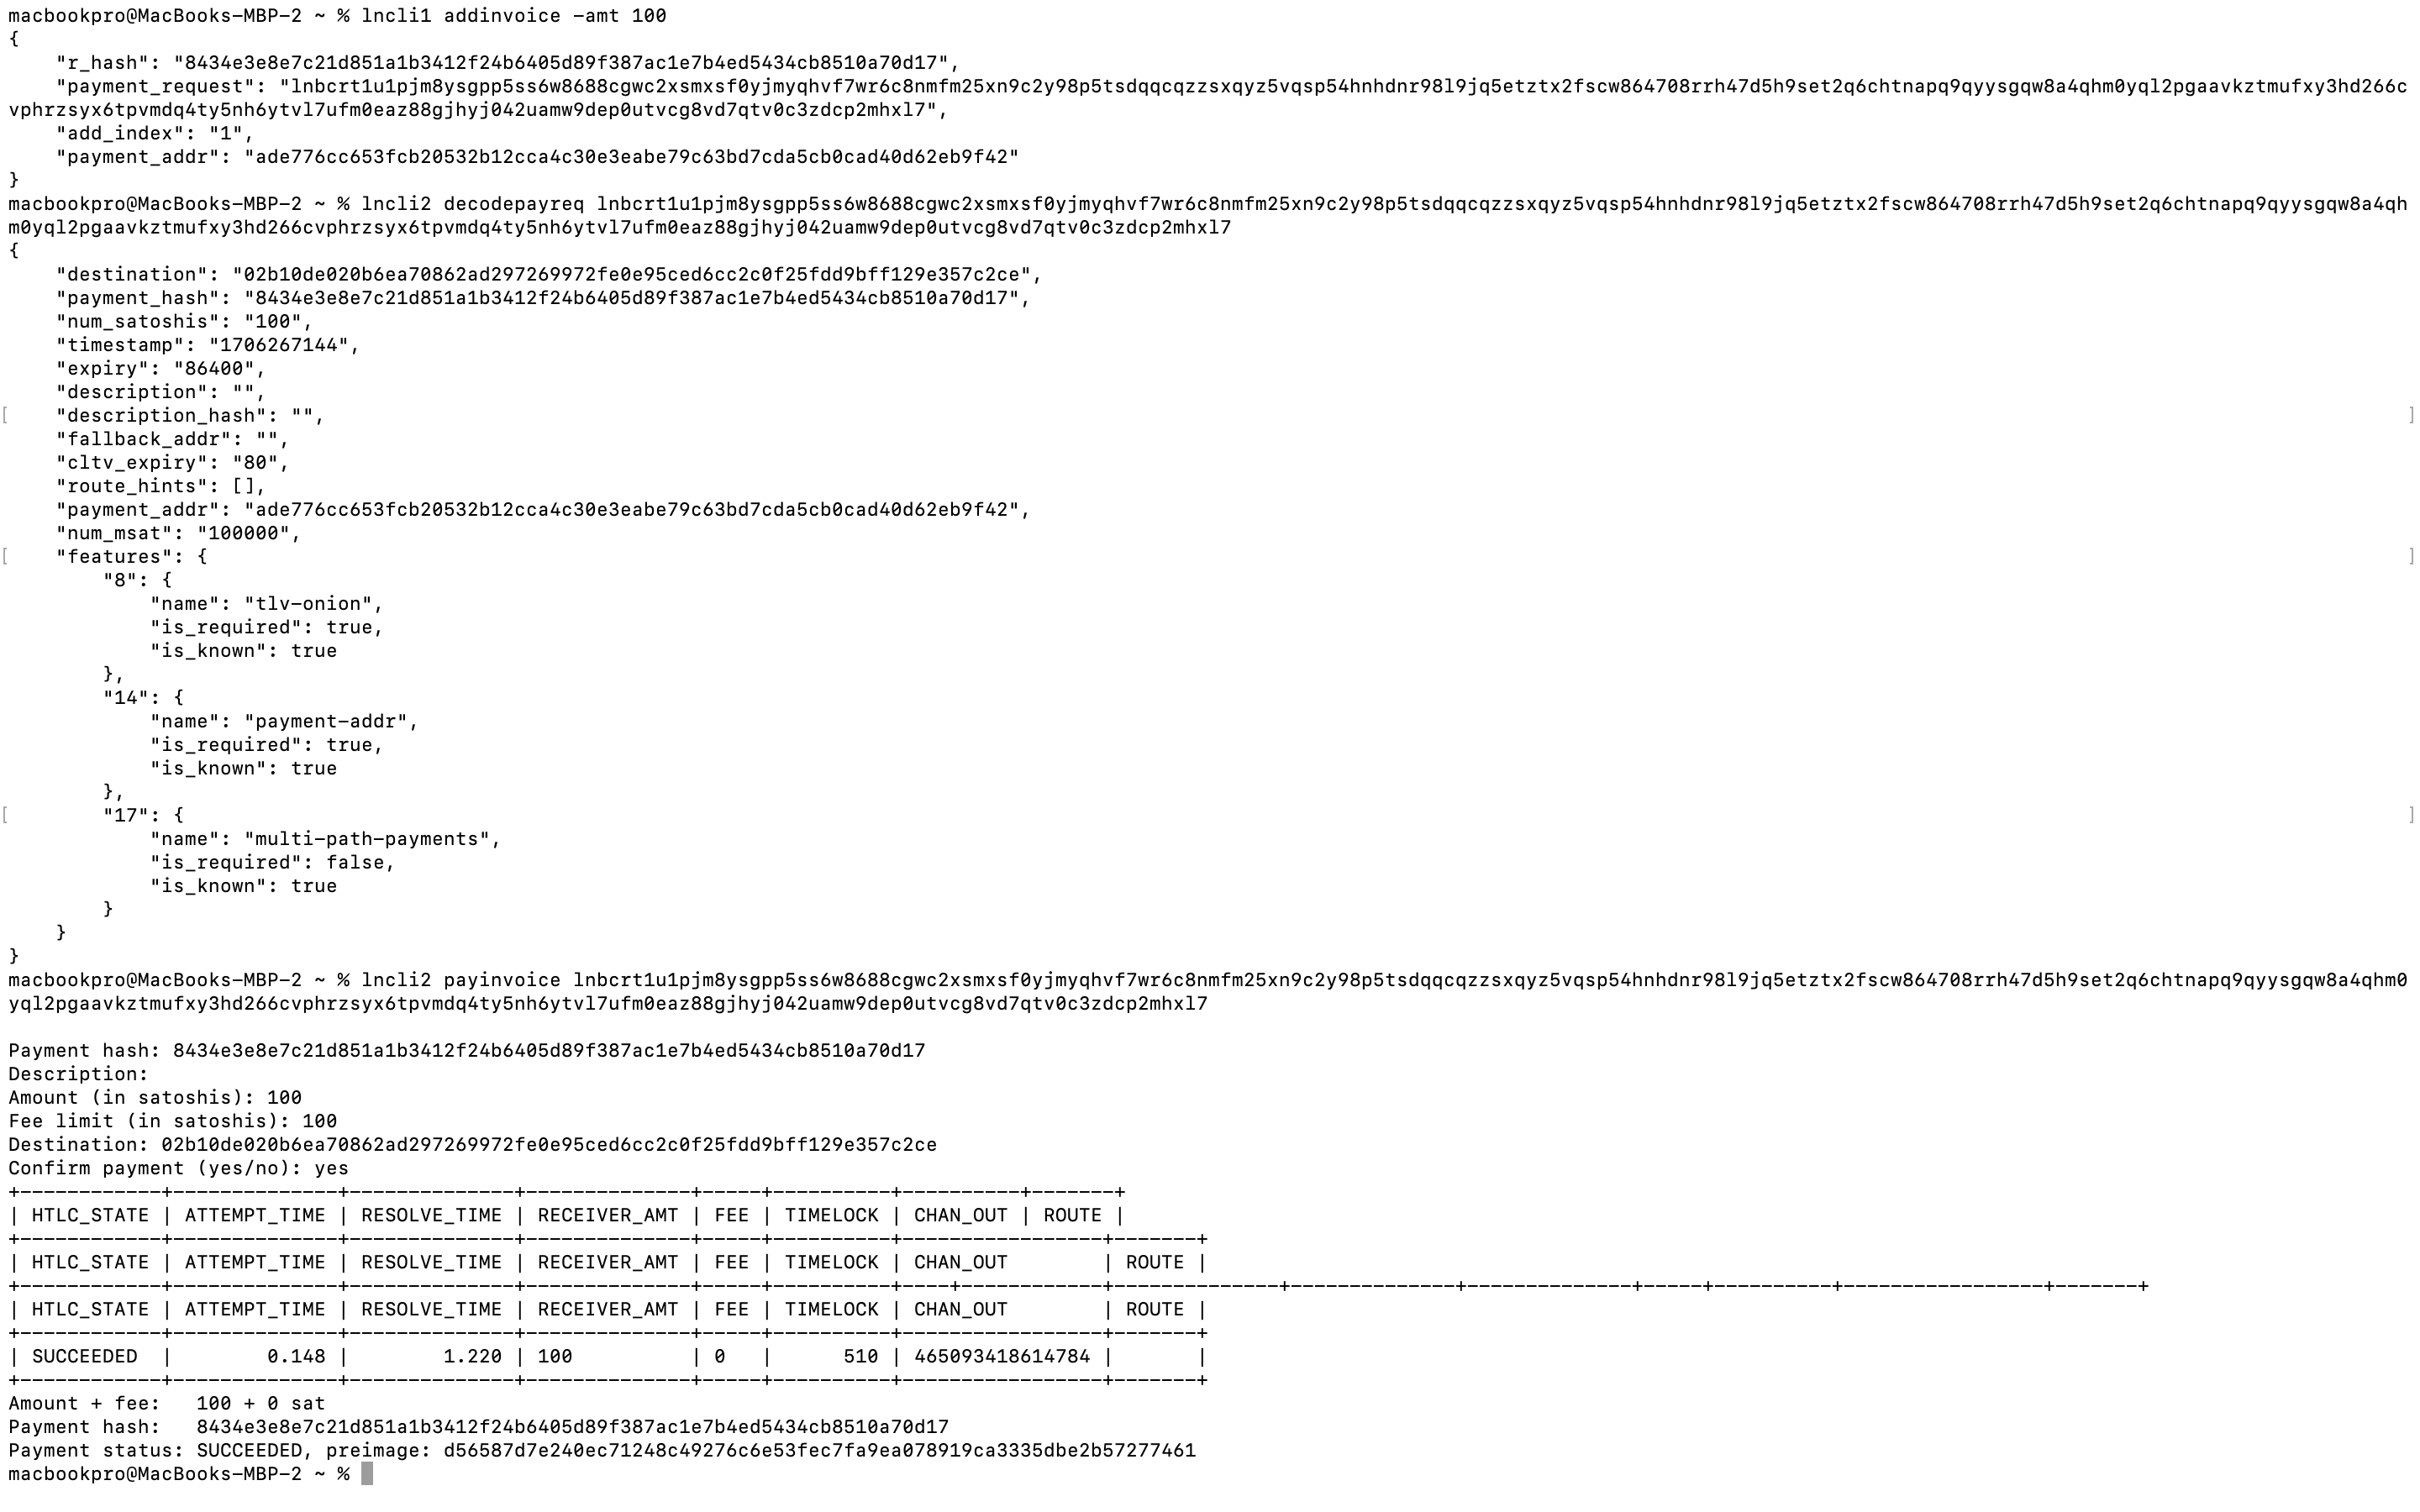 macbookpro@MacBooks-MBP-2 ~ % lncli1 addinvoice -amt 100
{
    "r_hash": "8434e3e8e7c21d851a1b3412f24b6405d89f387ac1e7b4ed5434cb8510a70d17",
    "payment_request": "lnbcrt1u1pjm8ysgpp5ss6w8688cgwc2xsmxsf0yjmyqhvf7wr6c8nmfm25xn9c2y98p5tsdqqcqzzsxqyz5vqsp54hnhdnr98l9jq5etztx2fscw864708rrh47d5h9set2q6chtnapq9qyysgqw8a4qhm0yql2pgaavkztmufxy3hd266c
vphrzsyx6tpvmdq4ty5nh6ytvl7ufm0eaz88gjhyj042uamw9dep0utvcg8vd7qtv0c3zdcp2mhxl7",
    "add_index": "1",
    "payment_addr": "ade776cc653fcb20532b12cca4c30e3eabe79c63bd7cda5cb0cad40d62eb9f42"
}
macbookpro@MacBooks-MBP-2 ~ % lncli2 decodepayreq lnbcrt1u1pjm8ysgpp5ss6w8688cgwc2xsmxsf0yjmyqhvf7wr6c8nmfm25xn9c2y98p5tsdqqcqzzsxqyz5vqsp54hnhdnr98l9jq5etztx2fscw864708rrh47d5h9set2q6chtnapq9qyysgqw8a4qh
m0yql2pgaavkztmufxy3hd266cvphrzsyx6tpvmdq4ty5nh6ytvl7ufm0eaz88gjhyj042uamw9dep0utvcg8vd7qtv0c3zdcp2mhxl7
{
    "destination": "02b10de020b6ea70862ad297269972fe0e95ced6cc2c0f25fdd9bff129e357c2ce",
    "payment_hash": "8434e3e8e7c21d851a1b3412f24b6405d89f387ac1e7b4ed5434cb8510a70d17",
    "num_satoshis": "100",
    "timestamp": "1706267144",
    "expiry": "86400",
    "description": "",
[    "description_hash": "",    ]
    "fallback_addr": "",
    "cltv_expiry": "80",
    "route_hints": [],
    "payment_addr": "ade776cc653fcb20532b12cca4c30e3eabe79c63bd7cda5cb0cad40d62eb9f42",
    "num_msat": "100000",
[    "features": {    ]
        "8": {
            "name": "tlv-onion",
            "is_required": true,
            "is_known": true
        },
        "14": {
            "name": "payment-addr",
            "is_required": true,
            "is_known": true
        },
[        "17": {    ]
            "name": "multi-path-payments",
            "is_required": false,
            "is_known": true
        }
    }
}
macbookpro@MacBooks-MBP-2 ~ % lncli2 payinvoice lnbcrt1u1pjm8ysgpp5ss6w8688cgwc2xsmxsf0yjmyqhvf7wr6c8nmfm25xn9c2y98p5tsdqqcqzzsxqyz5vqsp54hnhdnr98l9jq5etztx2fscw864708rrh47d5h9set2q6chtnapq9qyysgqw8a4qhm0
yql2pgaavkztmufxy3hd266cvphrzsyx6tpvmdq4ty5nh6ytvl7ufm0eaz88gjhyj042uamw9dep0utvcg8vd7qtv0c3zdcp2mhxl7

Payment hash: 8434e3e8e7c21d851a1b3412f24b6405d89f387ac1e7b4ed5434cb8510a70d17
Description:
Amount (in satoshis): 100
Fee limit (in satoshis): 100
Destination: 02b10de020b6ea70862ad297269972fe0e95ced6cc2c0f25fdd9bff129e357c2ce
Confirm payment (yes/no): yes
+------------+--------------+--------------+--------------+-----+----------+----------+-------+
| HTLC_STATE | ATTEMPT_TIME | RESOLVE_TIME | RECEIVER_AMT | FEE | TIMELOCK | CHAN_OUT | ROUTE |
+------------+--------------+--------------+--------------+-----+----------+-----------------+-------+
| HTLC_STATE | ATTEMPT_TIME | RESOLVE_TIME | RECEIVER_AMT | FEE | TIMELOCK | CHAN_OUT        | ROUTE |
+------------+--------------+--------------+--------------+-----+----------+----+------------+--------------+--------------+--------------+-----+----------+-----------------+-------+
| HTLC_STATE | ATTEMPT_TIME | RESOLVE_TIME | RECEIVER_AMT | FEE | TIMELOCK | CHAN_OUT        | ROUTE |
+------------+--------------+--------------+--------------+-----+----------+-----------------+-------+
| SUCCEEDED  |        0.148 |        1.220 | 100          | 0   |      510 | 465093418614784 |       |
+------------+--------------+--------------+--------------+-----+----------+-----------------+-------+
Amount + fee:   100 + 0 sat
Payment hash:   8434e3e8e7c21d851a1b3412f24b6405d89f387ac1e7b4ed5434cb8510a70d17
Payment status: SUCCEEDED, preimage: d56587d7e240ec71248c49276c6e53fec7fa9ea078919ca3335dbe2b57277461
macbookpro@MacBooks-MBP-2 ~ %